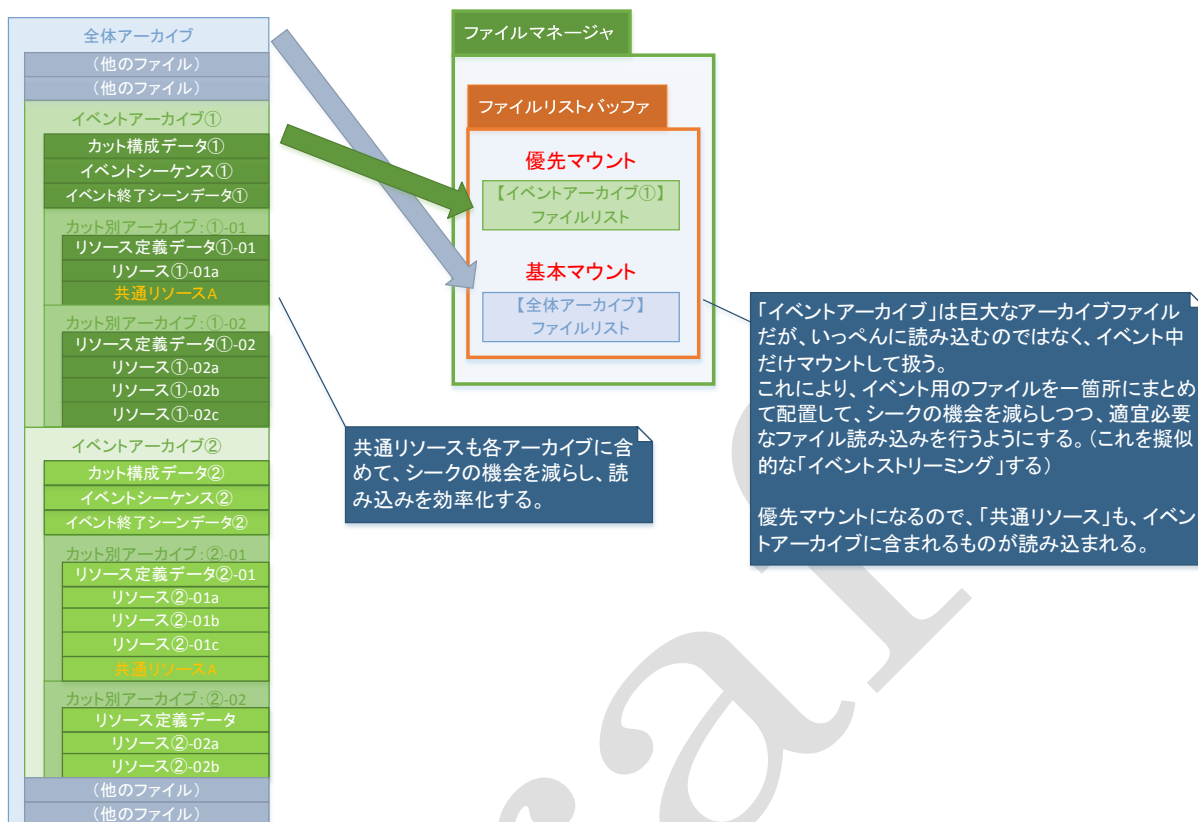 全体アーカイブ
（他のファイル）
（他のファイル）
イベントアーカイブ①
カット構成データ①
イベントシーケンス①
イベント終了シーンデータ①
カット別アーカイブ：①-01
リソース定義データ①-01
リソース①-01a
共通リソースA
カット別アーカイブ：①-02
リソース定義データ①-02
リソース①-02a
リソース①-02b
リソース①-02c
イベントアーカイブ②
カット構成データ②
イベントシーケンス②
イベント終了シーンデータ②
カット別アーカイブ：②-01
リソース定義データ②-01
リソース②-01a
リソース②-01b
リソース②-01c
共通リソースA
カット別アーカイブ：②-02
リソース定義データ
リソース②-02a
リソース②-02b
（他のファイル）
（他のファイル）
ファイルマネージャ
ファイルリストバッファ
優先マウント
【イベントアーカイブ①】
ファイルリスト
基本マウント
【全体アーカイブ】
ファイルリスト
共通リソースも各アーカイブに含
めて、シークの機会を減らし、読
み込みを効率化する。
「イベントアーカイブ」は巨大なアーカイブファイル
だが、いっぺんに読み込むのではなく、イベント中
だけマウントして扱う。
これにより、イベント用のファイルを一箇所にまとめ
て配置して、シークの機会を減らしつつ、適宜必要
なファイル読み込みを行うようにする。（これを擬似
的な「イベントストリーミング」する）
優先マウントになるので、「共通リソース」も、イベン
トアーカイブに含まれるものが読み込まれる。